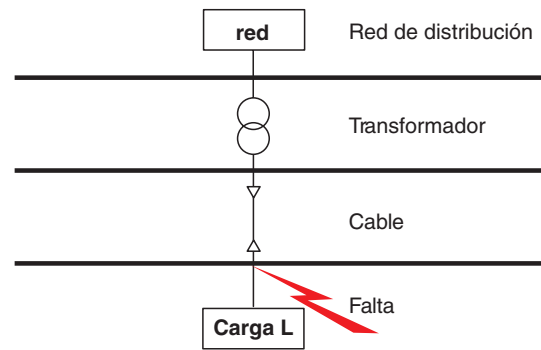 red
Red de distribución
Transformador
Cable
Falta
Carga L